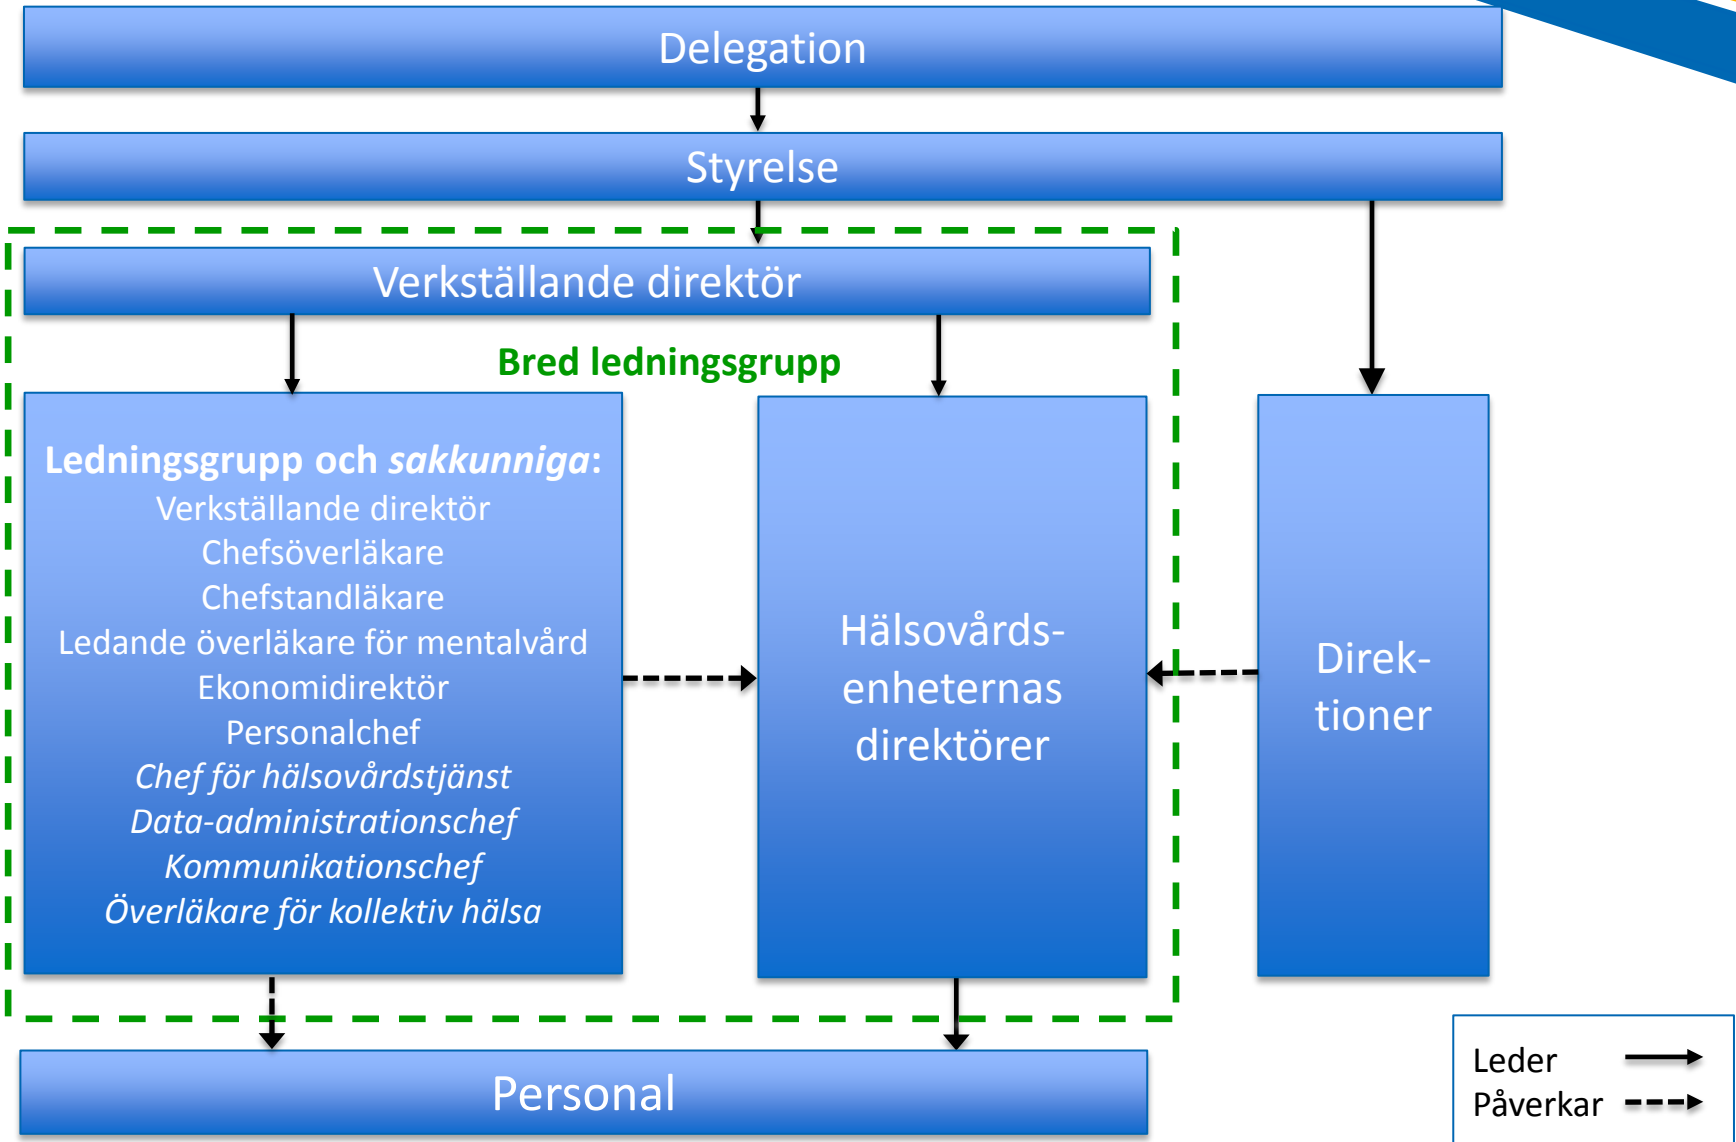 Delegation
Styrelse
Verkställande direktör
Bred ledningsgrupp
Ledningsgrupp och sakkunniga:
Verkställande direktör
Chefsöverläkare
Chefstandläkare
Ledande överläkare för mentalvård
Ekonomidirektör
Personalchef
Chef för hälsovårdstjänst
Data-administrationschef
Kommunikationschef
Överläkare för kollektiv hälsa
Hälsovårds-
enheternas
direktörer
Direk-
tioner
Personal
Leder
Påverkar